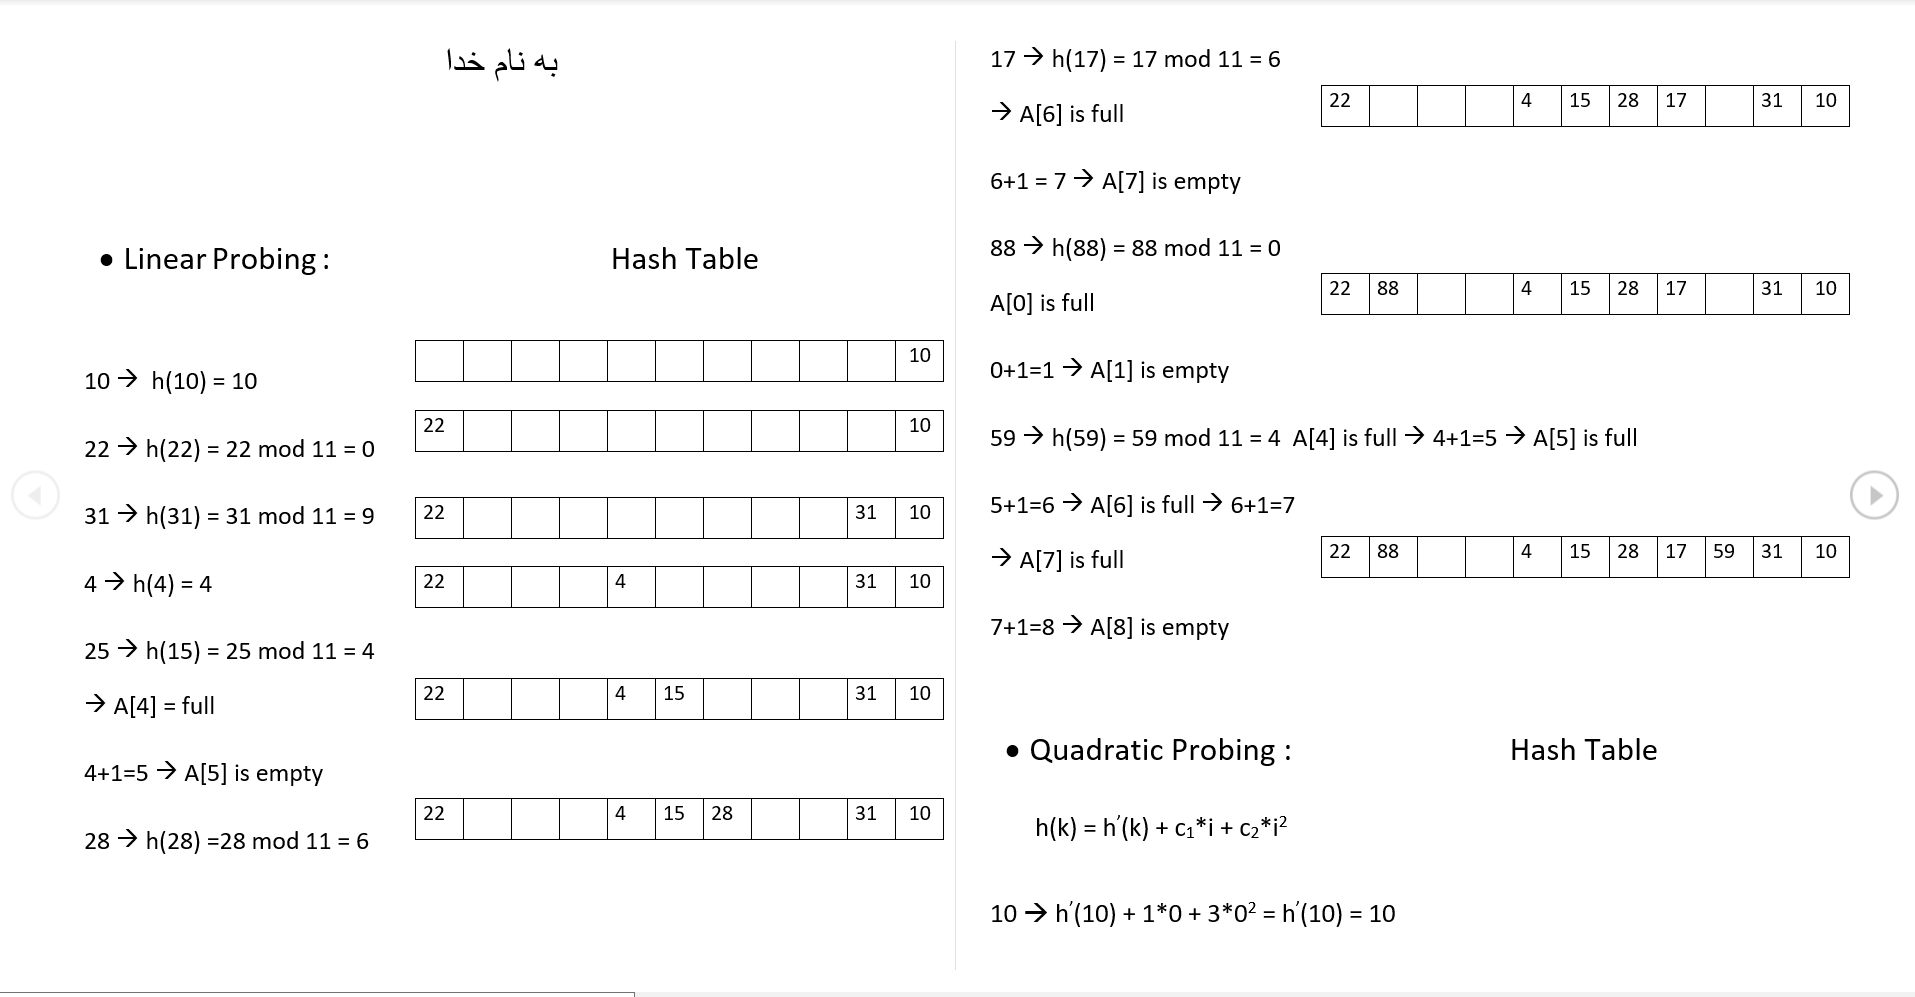 به نام خدا
• Linear Probing : Hash Table
10
10 → h(10) = 10
22 10
22 → h(22) = 22 mod 11 = 0
22 31 10
31 → h(31) = 31 mod 11 = 9
22 4 31 10
4 → h(4) = 4
25 → h(15) = 25 mod 11 = 4
22 4 15 31 10
→ A[4] = full
4+1=5 → A[5] is empty
22 4 15 28 31 10
28 → h(28) =28 mod 11 = 6
17 → h(17) = 17 mod 11 = 6
22 4 15 28 17 31 10
→ A[6] is full
6+1 = 7 → A[7] is empty
88 → h(88) = 88 mod 11 = 0
22 88 4 15 28 17 31 10
A[0] is full
0+1=1 → A[1] is empty
59 → h(59) = 59 mod 11 = 4 A[4] is full → 4+1=5 → A[5] is full
5+1=6 → A[6] is full → 6+1=7
22 88 4 15 28 17 59 31 10
→ A[7] is full
7+1=8 → A[8] is empty
• Quadratic Probing : Hash Table
h(k) = h′(k) + c₁*i + c₂*i²
10 → h′(10) + 1*0 + 3*0² = h′(10) = 10